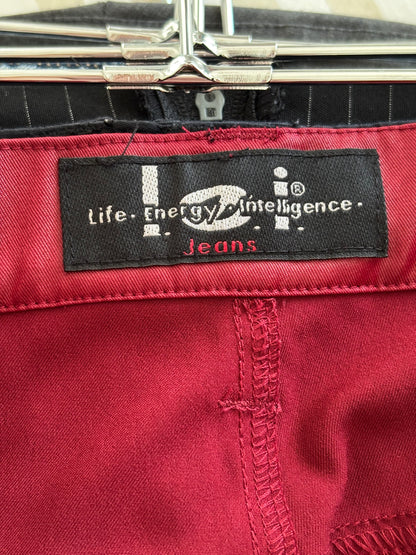 l.e.i.®
Life · Energy · Intelligence ·
Jeans